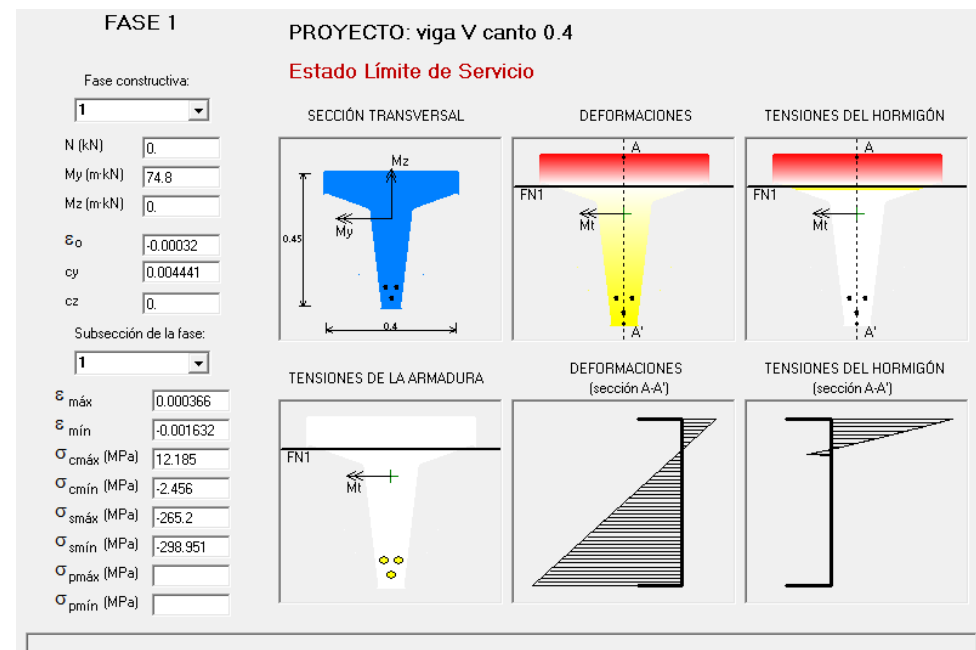 FASE 1
PROYECTO: viga V canto 0.4
Estado Límite de Servicio
Fase constructiva:
1
N (kN) 0.
My (m·kN) 74.8
Mz (m·kN) 0.
ε₀ -0.00032
cy 0.004441
cz 0.
Subsección de la fase:
1
ε máx 0.000366
ε mín -0.001632
σ cmáx (MPa) 12.185
σ cmín (MPa) -2.456
σ smáx (MPa) -265.2
σ smín (MPa) -298.951
σ pmáx (MPa)
σ pmín (MPa)
SECCIÓN TRANSVERSAL
Mz
My
0.45
0.4
DEFORMACIONES
A
FN1
Mt
A'
TENSIONES DEL HORMIGÓN
A
FN1
Mt
A'
TENSIONES DE LA ARMADURA
FN1
Mt
DEFORMACIONES
(sección A-A')
TENSIONES DEL HORMIGÓN
(sección A-A')